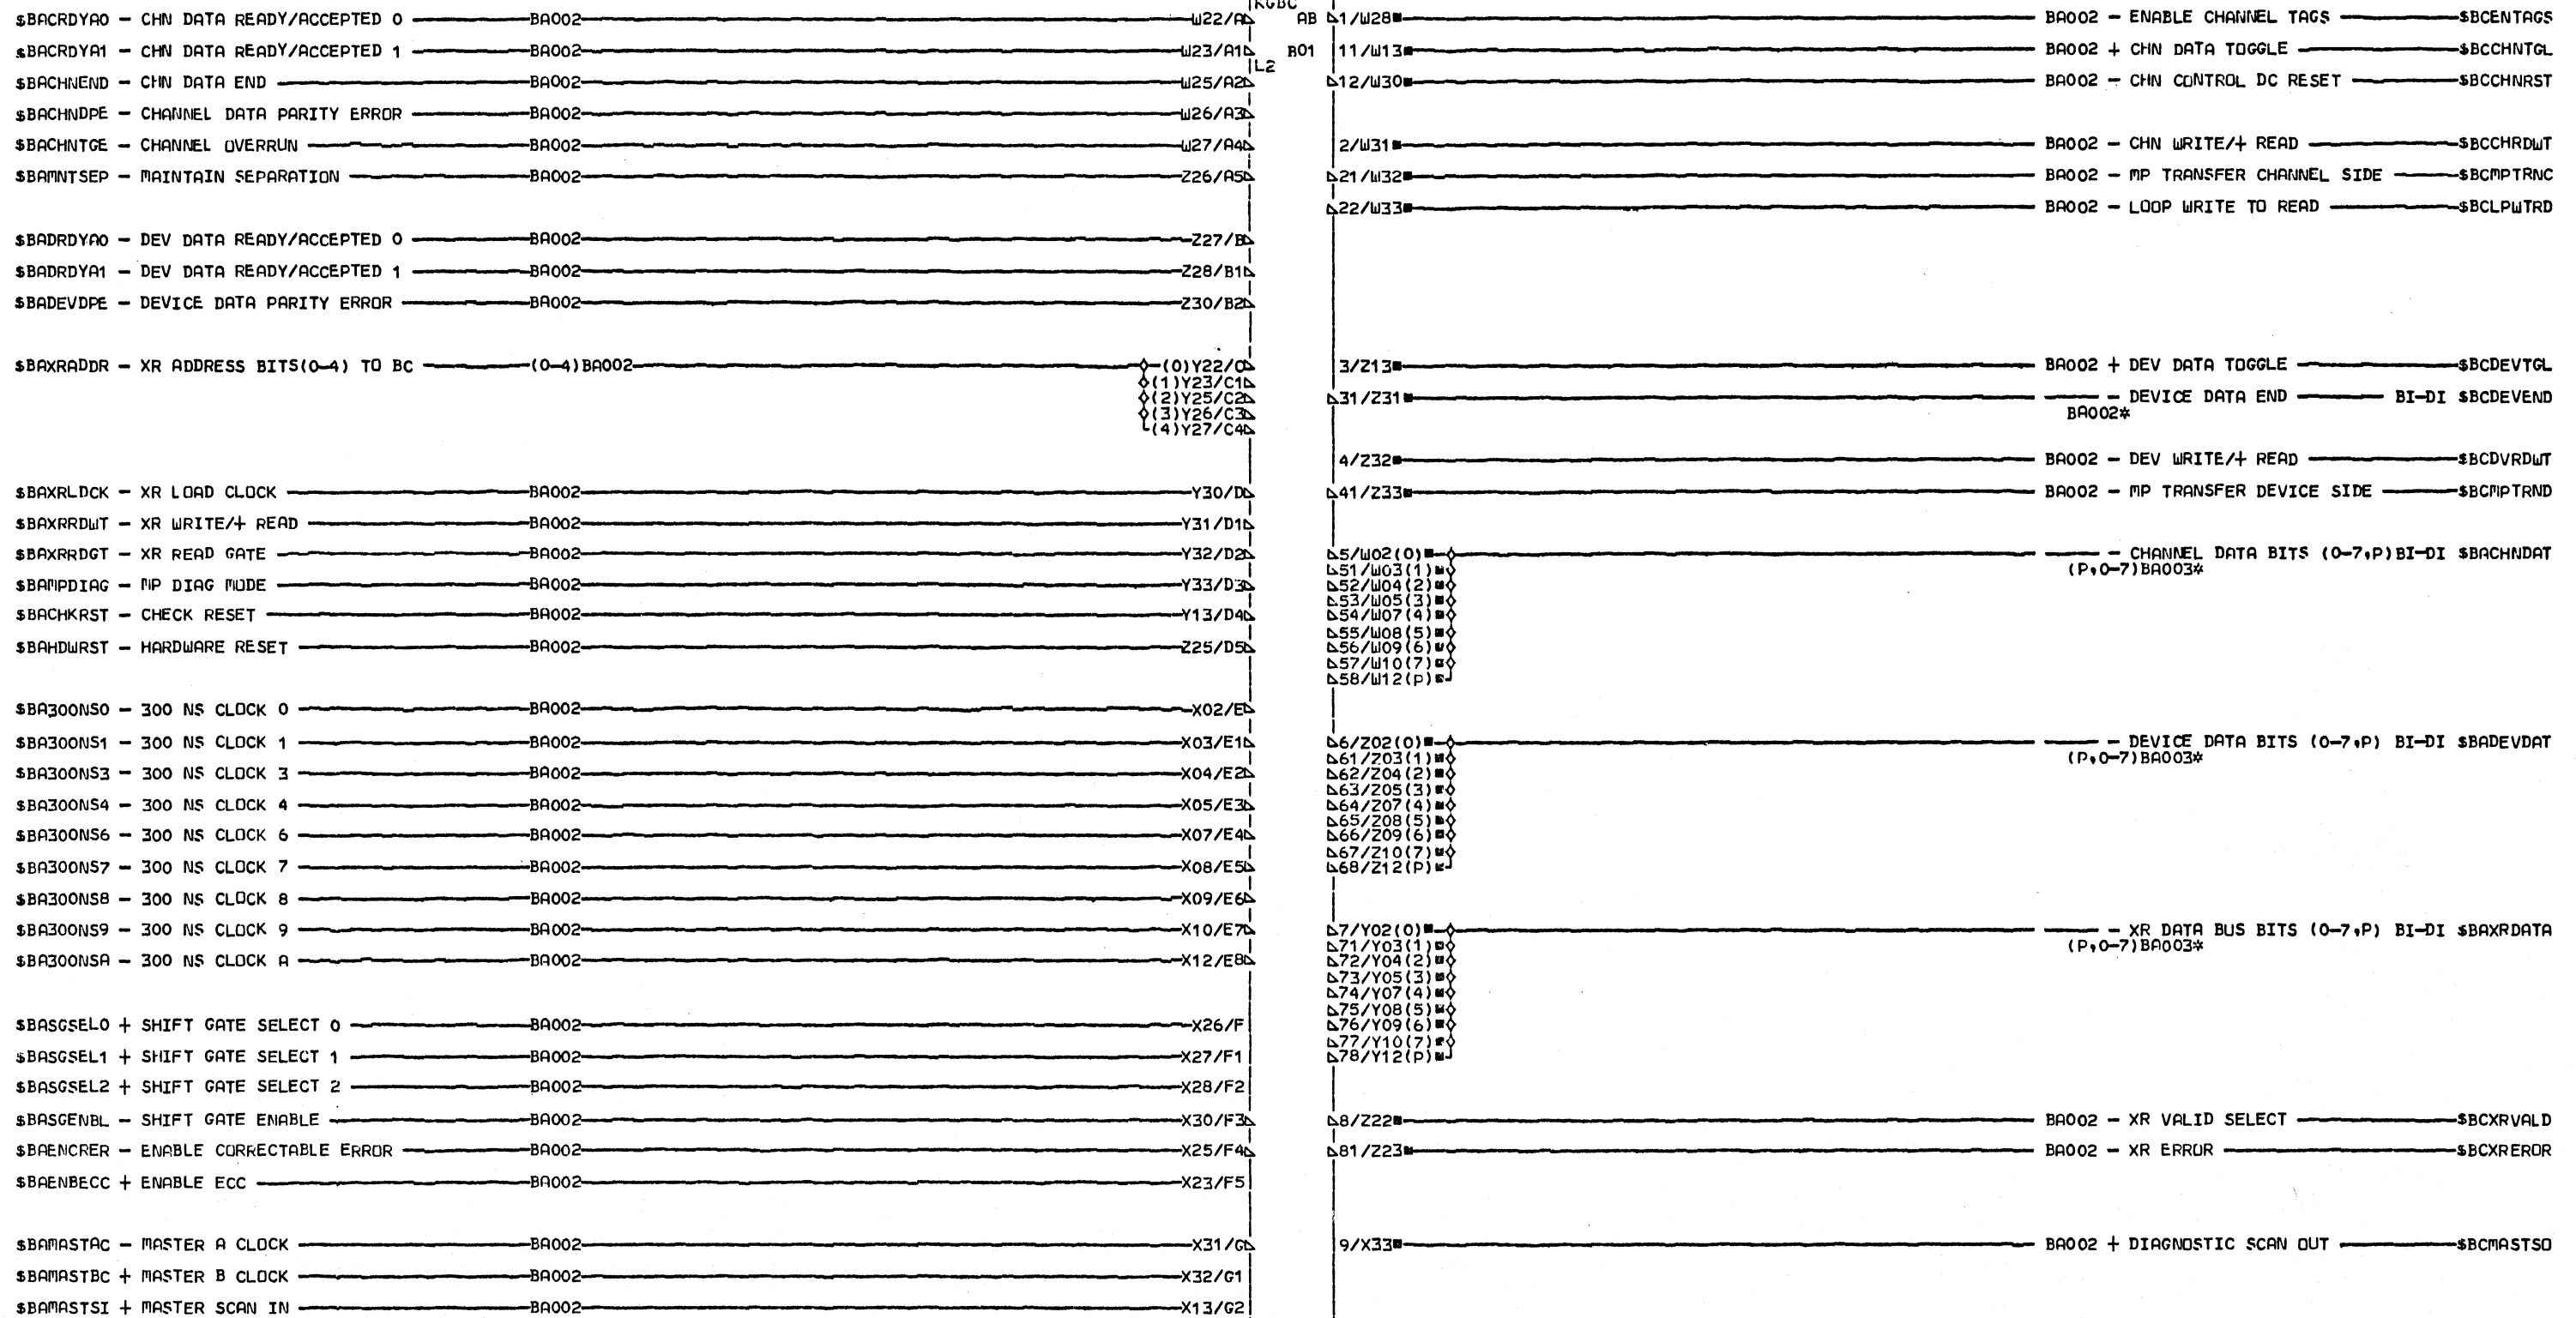 KGBC
$BACRDYA0 – CHN DATA READY/ACCEPTED 0 BA002 W22/A AB 1/W28 BA002 – ENABLE CHANNEL TAGS $BCENTAGS
$BACRDYA1 – CHN DATA READY/ACCEPTED 1 BA002 W23/A1 B01 11/W13 BA002 + CHN DATA TOGGLE $BCCHNTGL
L2
$BACHNEND – CHN DATA END BA002 W25/A2 12/W30 BA002 – CHN CONTROL DC RESET $BCCHNRST
$BACHNDPE – CHANNEL DATA PARITY ERROR BA002 W26/A3
$BACHNTGE – CHANNEL OVERRUN BA002 W27/A4 2/W31 BA002 – CHN WRITE/+ READ $BCCHRDWT
$BAMNTSEP – MAINTAIN SEPARATION BA002 Z26/A5 21/W32 BA002 – MP TRANSFER CHANNEL SIDE $BCMPTRNC
22/W33 BA002 – LOOP WRITE TO READ $BCLPWTRD
$BADRDYA0 – DEV DATA READY/ACCEPTED 0 BA002 Z27/B
$BADRDYA1 – DEV DATA READY/ACCEPTED 1 BA002 Z28/B1
$BADEVDPE – DEVICE DATA PARITY ERROR BA002 Z30/B2
$BAXRADDR – XR ADDRESS BITS(0–4) TO BC (0–4)BA002 (0)Y22/C 3/Z13 BA002 + DEV DATA TOGGLE $BCDEVTGL
(1)Y23/C1
(2)Y25/C2 31/Z31 – DEVICE DATA END BI–DI $BCDEVEND
(3)Y26/C3 BA002*
(4)Y27/C4
4/Z32 BA002 – DEV WRITE/+ READ $BCDVRDWT
$BAXRLDCK – XR LOAD CLOCK BA002 Y30/D 41/Z33 BA002 – MP TRANSFER DEVICE SIDE $BCMPTRND
$BAXRRDWT – XR WRITE/+ READ BA002 Y31/D1
$BAXRRDGT – XR READ GATE BA002 Y32/D2 5/W02(0) – CHANNEL DATA BITS (0–7,P)BI–DI $BACHNDAT
51/W03(1) (P,0–7)BA003*
$BAMPDIAG – MP DIAG MODE BA002 Y33/D3 52/W04(2)
53/W05(3)
$BACHKRST – CHECK RESET BA002 Y13/D4 54/W07(4)
55/W08(5)
$BAHDWRST – HARDWARE RESET BA002 Z25/D5 56/W09(6)
57/W10(7)
58/W12(P)
$BA300NS0 – 300 NS CLOCK 0 BA002 X02/E
$BA300NS1 – 300 NS CLOCK 1 BA002 X03/E1 6/Z02(0) – DEVICE DATA BITS (0–7,P) BI–DI $BADEVDAT
61/Z03(1) (P,0–7)BA003*
$BA300NS3 – 300 NS CLOCK 3 BA002 X04/E2 62/Z04(2)
63/Z05(3)
$BA300NS4 – 300 NS CLOCK 4 BA002 X05/E3 64/Z07(4)
65/Z08(5)
$BA300NS6 – 300 NS CLOCK 6 BA002 X07/E4 66/Z09(6)
67/Z10(7)
$BA300NS7 – 300 NS CLOCK 7 BA002 X08/E5 68/Z12(P)
$BA300NS8 – 300 NS CLOCK 8 BA002 X09/E6
$BA300NS9 – 300 NS CLOCK 9 BA002 X10/E7 7/Y02(0) – XR DATA BUS BITS (0–7,P) BI–DI $BAXRDATA
71/Y03(1) (P,0–7)BA003*
$BA300NSA – 300 NS CLOCK A BA002 X12/E8 72/Y04(2)
73/Y05(3)
74/Y07(4)
75/Y08(5)
$BASGSEL0 + SHIFT GATE SELECT 0 BA002 X26/F 76/Y09(6)
77/Y10(7)
$BASGSEL1 + SHIFT GATE SELECT 1 BA002 X27/F1 78/Y12(P)
$BASGSEL2 + SHIFT GATE SELECT 2 BA002 X28/F2
$BASGENBL – SHIFT GATE ENABLE BA002 X30/F3 8/Z22 BA002 – XR VALID SELECT $BCXRVALD
$BAENCRER – ENABLE CORRECTABLE ERROR BA002 X25/F4 81/Z23 BA002 – XR ERROR $BCXREROR
$BAENBECC + ENABLE ECC BA002 X23/F5
$BAMASTAC – MASTER A CLOCK BA002 X31/G 9/X33 BA002 + DIAGNOSTIC SCAN OUT $BCMASTSO
$BAMASTBC + MASTER B CLOCK BA002 X32/G1
$BAMASTSI + MASTER SCAN IN BA002 X13/G2